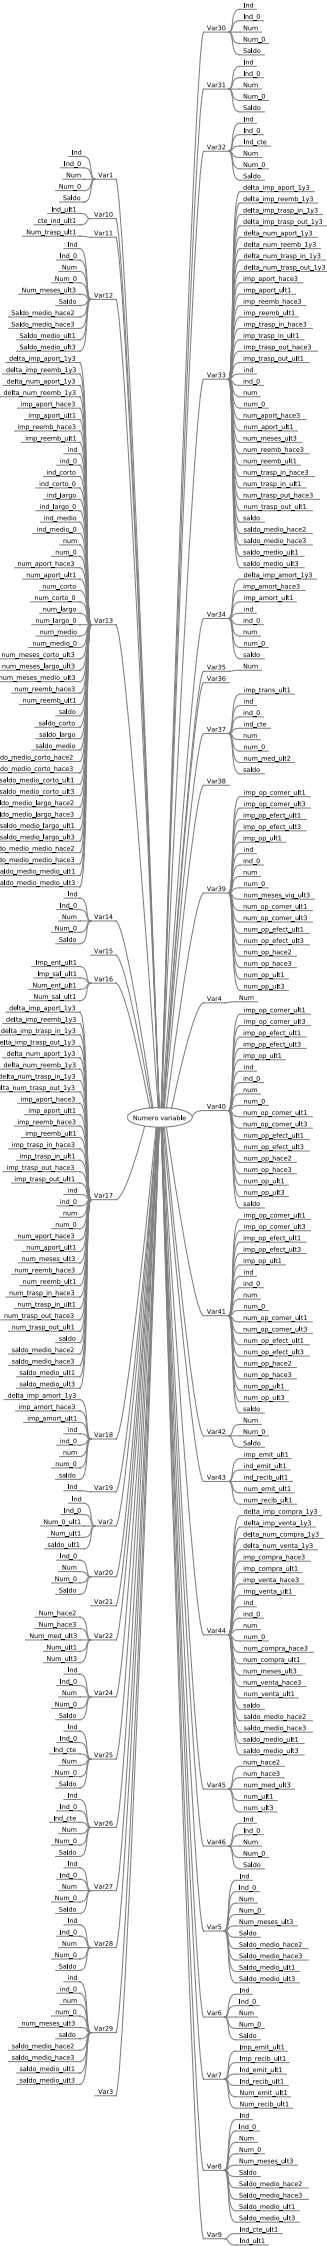 Numero variable
Var1
Ind
Ind_0
Num
Num_0
Saldo
Var10
Ind_ult1
cte_ind_ult1
Var11
Num_trasp_ult1
Var12
Ind
Ind_0
Num
Num_0
Num_meses_ult3
Saldo
Saldo_medio_hace2
Saldo_medio_hace3
Saldo_medio_ult1
Saldo_medio_ult3
Var13
delta_imp_aport_1y3
delta_imp_reemb_1y3
delta_num_aport_1y3
delta_num_reemb_1y3
imp_aport_hace3
imp_aport_ult1
imp_reemb_hace3
imp_reemb_ult1
ind
ind_0
ind_corto
ind_corto_0
ind_largo
ind_largo_0
ind_medio
ind_medio_0
num
num_0
num_aport_hace3
num_aport_ult1
num_corto
num_corto_0
num_largo
num_largo_0
num_medio
num_medio_0
num_meses_corto_ult3
num_meses_largo_ult3
num_meses_medio_ult3
num_reemb_hace3
num_reemb_ult1
saldo
saldo_corto
saldo_largo
saldo_medio
do_medio_corto_hace2
do_medio_corto_hace3
saldo_medio_corto_ult1
saldo_medio_corto_ult3
do_medio_largo_hace2
do_medio_largo_hace3
saldo_medio_largo_ult1
saldo_medio_largo_ult3
do_medio_medio_hace2
do_medio_medio_hace3
aldo_medio_medio_ult1
aldo_medio_medio_ult3
Var14
Ind
Ind_0
Num
Num_0
Saldo
Var15
Var16
Imp_ent_ult1
Imp_sal_ult1
Num_ent_ult1
Num_sal_ult1
Var17
delta_imp_aport_1y3
delta_imp_reemb_1y3
delta_imp_trasp_in_1y3
delta_imp_trasp_out_1y3
delta_num_aport_1y3
delta_num_reemb_1y3
delta_num_trasp_in_1y3
delta_num_trasp_out_1y3
imp_aport_hace3
imp_aport_ult1
imp_reemb_hace3
imp_reemb_ult1
imp_trasp_in_hace3
imp_trasp_in_ult1
imp_trasp_out_hace3
imp_trasp_out_ult1
ind
ind_0
num
num_0
num_aport_hace3
num_aport_ult1
num_meses_ult3
num_reemb_hace3
num_reemb_ult1
num_trasp_in_hace3
num_trasp_in_ult1
num_trasp_out_hace3
num_trasp_out_ult1
saldo
saldo_medio_hace2
saldo_medio_hace3
saldo_medio_ult1
saldo_medio_ult3
Var18
delta_imp_amort_1y3
imp_amort_hace3
imp_amort_ult1
ind
ind_0
num
num_0
saldo
Var19
Ind
Var2
Ind
Ind_0
Num_0_ult1
Num_ult1
saldo_ult1
Var20
Ind_0
Num
Num_0
Saldo
Var21
Var22
Num_hace2
Num_hace3
Num_med_ult3
Num_ult1
Num_ult3
Var24
Ind
Ind_0
Num
Num_0
Saldo
Var25
Ind
Ind_0
Ind_cte
Num
Num_0
Saldo
Var26
Ind
Ind_0
Ind_cte
Num
Num_0
Saldo
Var27
Ind
Ind_0
Num
Num_0
Saldo
Var28
Ind
Ind_0
Num
Num_0
Saldo
Var29
ind
ind_0
num
num_0
num_meses_ult3
saldo
saldo_medio_hace2
saldo_medio_hace3
saldo_medio_ult1
saldo_medio_ult3
Var3
Var30
Ind
Ind_0
Num
Num_0
Saldo
Var31
Ind
Ind_0
Num
Num_0
Saldo
Var32
Ind
Ind_0
Ind_cte
Num
Num_0
Saldo
Var33
delta_imp_aport_1y3
delta_imp_reemb_1y3
delta_imp_trasp_in_1y3
delta_imp_trasp_out_1y3
delta_num_aport_1y3
delta_num_reemb_1y3
delta_num_trasp_in_1y3
delta_num_trasp_out_1y3
imp_aport_hace3
imp_aport_ult1
imp_reemb_hace3
imp_reemb_ult1
imp_trasp_in_hace3
imp_trasp_in_ult1
imp_trasp_out_hace3
imp_trasp_out_ult1
ind
ind_0
num
num_0
num_aport_hace3
num_aport_ult1
num_meses_ult3
num_reemb_hace3
num_reemb_ult1
num_trasp_in_hace3
num_trasp_in_ult1
num_trasp_out_hace3
num_trasp_out_ult1
saldo
saldo_medio_hace2
saldo_medio_hace3
saldo_medio_ult1
saldo_medio_ult3
Var34
delta_imp_amort_1y3
imp_amort_hace3
imp_amort_ult1
ind
ind_0
num
num_0
saldo
Var35
Num
Var36
Var37
imp_trans_ult1
ind
ind_0
ind_cte
num
num_0
num_med_ult2
saldo
Var38
Var39
imp_op_comer_ult1
imp_op_comer_ult3
imp_op_efect_ult1
imp_op_efect_ult3
imp_op_ult1
ind
ind_0
num
num_0
num_meses_vig_ult3
num_op_comer_ult1
num_op_comer_ult3
num_op_efect_ult1
num_op_efect_ult3
num_op_hace2
num_op_hace3
num_op_ult1
num_op_ult3
Var4
Num
Var40
imp_op_comer_ult1
imp_op_comer_ult3
imp_op_efect_ult1
imp_op_efect_ult3
imp_op_ult1
ind
ind_0
num
num_0
num_op_comer_ult1
num_op_comer_ult3
num_op_efect_ult1
num_op_efect_ult3
num_op_hace2
num_op_hace3
num_op_ult1
num_op_ult3
saldo
Var41
imp_op_comer_ult1
imp_op_comer_ult3
imp_op_efect_ult1
imp_op_efect_ult3
imp_op_ult1
ind
ind_0
num
num_0
num_op_comer_ult1
num_op_comer_ult3
num_op_efect_ult1
num_op_efect_ult3
num_op_hace2
num_op_hace3
num_op_ult1
num_op_ult3
saldo
Var42
Num
Num_0
Saldo
Var43
imp_emit_ult1
ind_emit_ult1
ind_recib_ult1
num_emit_ult1
num_recib_ult1
Var44
delta_imp_compra_1y3
delta_imp_venta_1y3
delta_num_compra_1y3
delta_num_venta_1y3
imp_compra_hace3
imp_compra_ult1
imp_venta_hace3
imp_venta_ult1
ind
ind_0
num
num_0
num_compra_hace3
num_compra_ult1
num_meses_ult3
num_venta_hace3
num_venta_ult1
saldo
saldo_medio_hace2
saldo_medio_hace3
saldo_medio_ult1
saldo_medio_ult3
Var45
num_hace2
num_hace3
num_med_ult3
num_ult1
num_ult3
Var46
Ind
Ind_0
Num
Num_0
Saldo
Var5
Ind
Ind_0
Num
Num_0
Num_meses_ult3
Saldo
Saldo_medio_hace2
Saldo_medio_hace3
Saldo_medio_ult1
Saldo_medio_ult3
Var6
Ind
Ind_0
Num
Num_0
Saldo
Var7
Imp_emit_ult1
Imp_recib_ult1
Ind_emit_ult1
Ind_recib_ult1
Num_emit_ult1
Num_recib_ult1
Var8
Ind
Ind_0
Num
Num_0
Num_meses_ult3
Saldo
Saldo_medio_hace2
Saldo_medio_hace3
Saldo_medio_ult1
Saldo_medio_ult3
Var9
Ind_cte_ult1
Ind_ult1